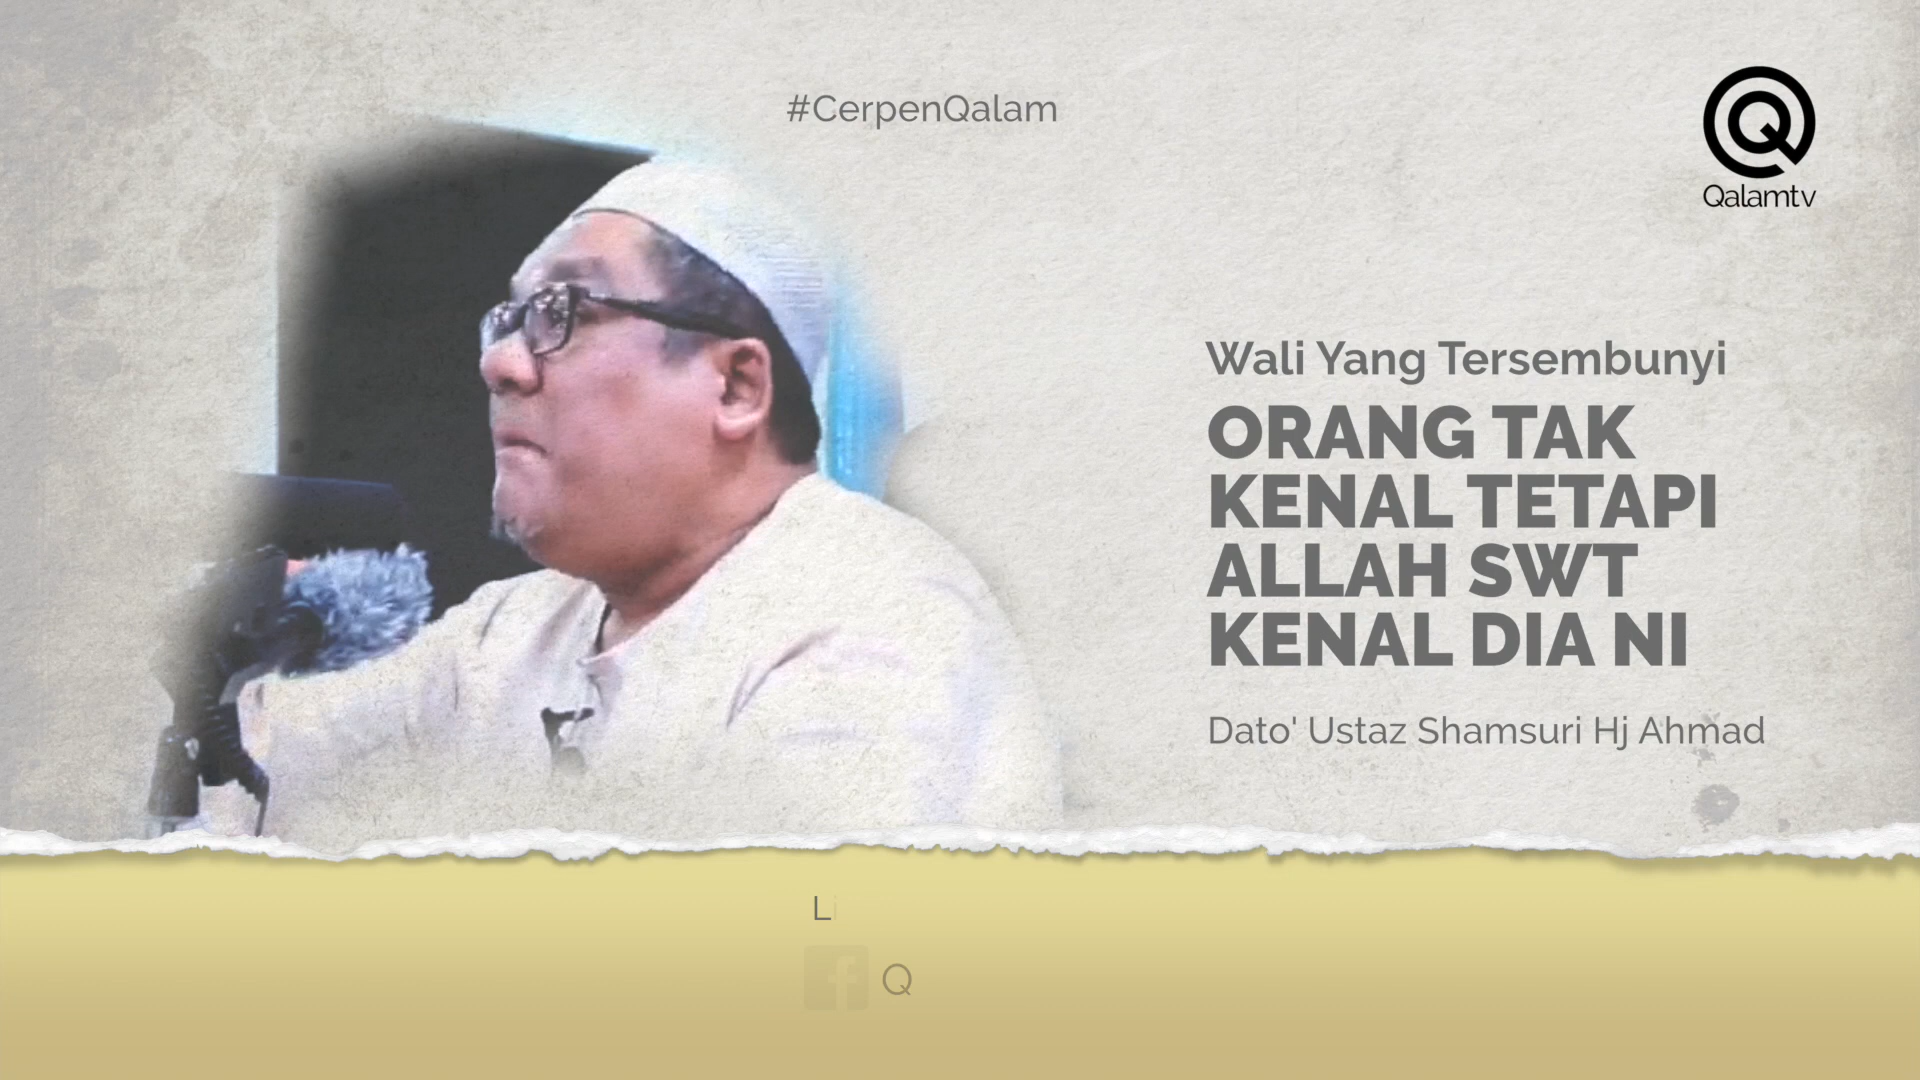 #CerpenQalam
Qalamtv
Wali Yang Tersembunyi
ORANG TAK
KENAL TETAPI
ALLAH SWT
KENAL DIA NI
Dato' Ustaz Shamsuri Hj Ahmad
L
Q